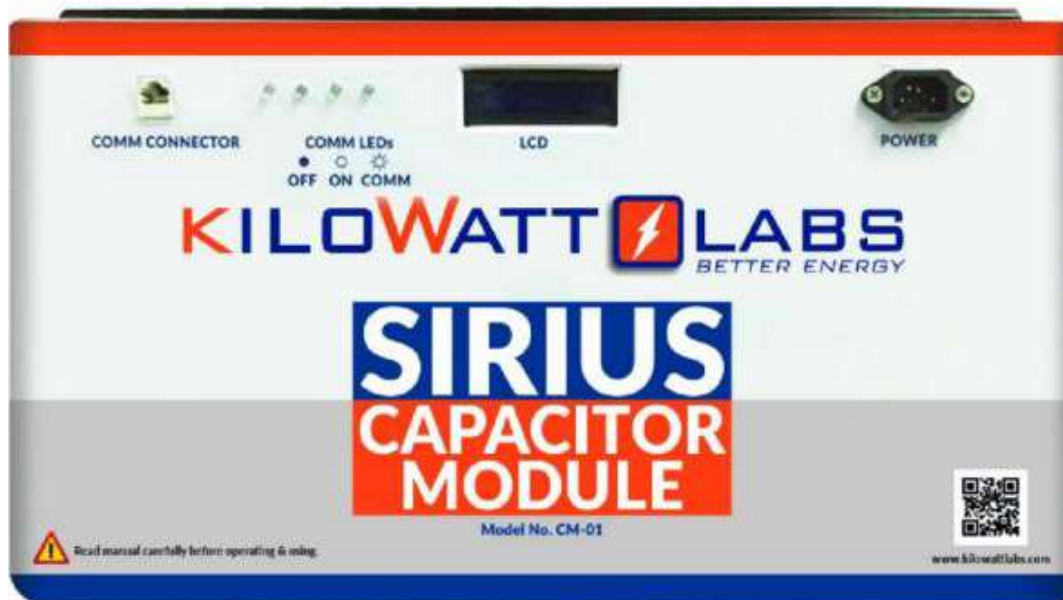 COMM CONNECTOR
COMM LEDs
LCD
POWER
OFF ON COMM
KILOWATT LABS
BETTER ENERGY
SIRIUS
CAPACITOR
MODULE
Model No. CM-01
Read manual carefully before operating & using.
www.kilowattlabs.com